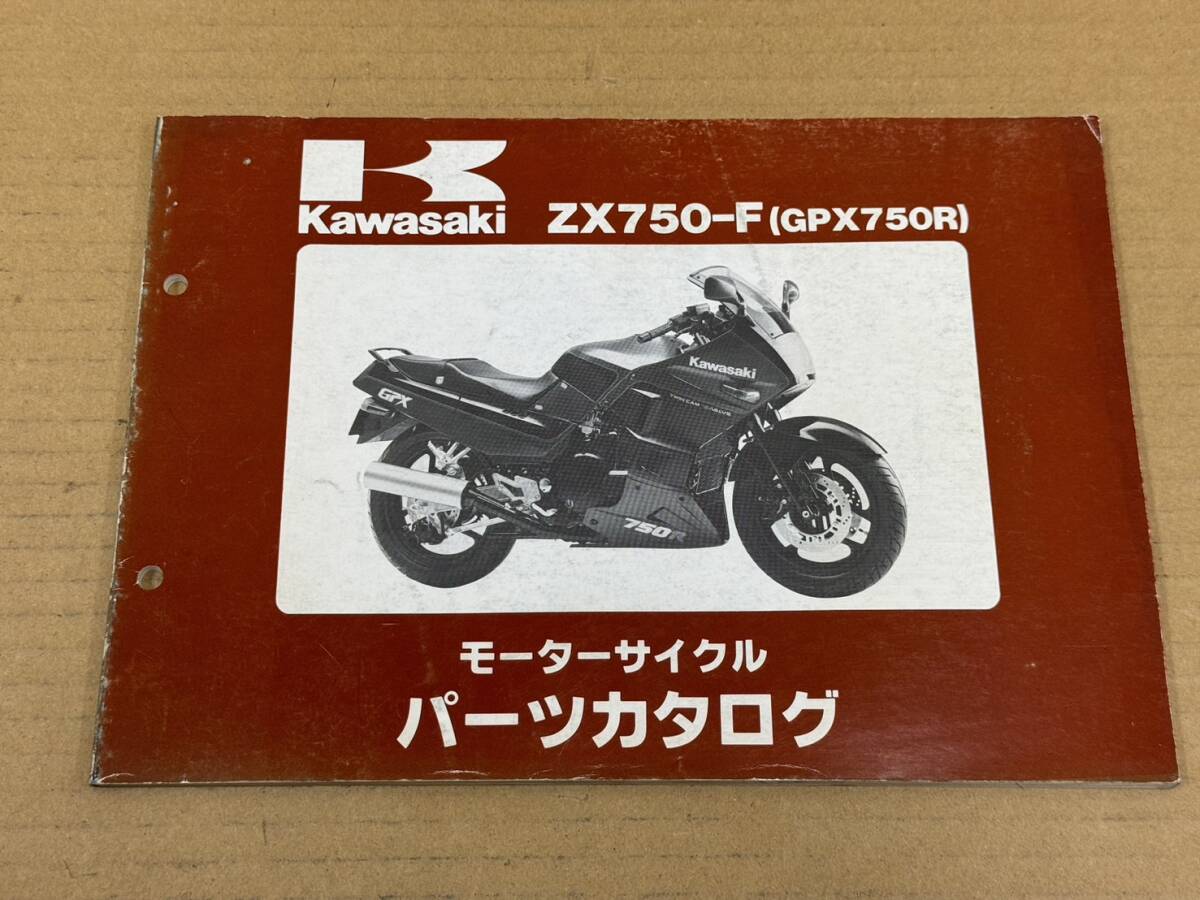 Kawasaki ZX750-F (GPX750R)
Kawasaki
GPX
750R
モーターサイクル
パーツカタログ